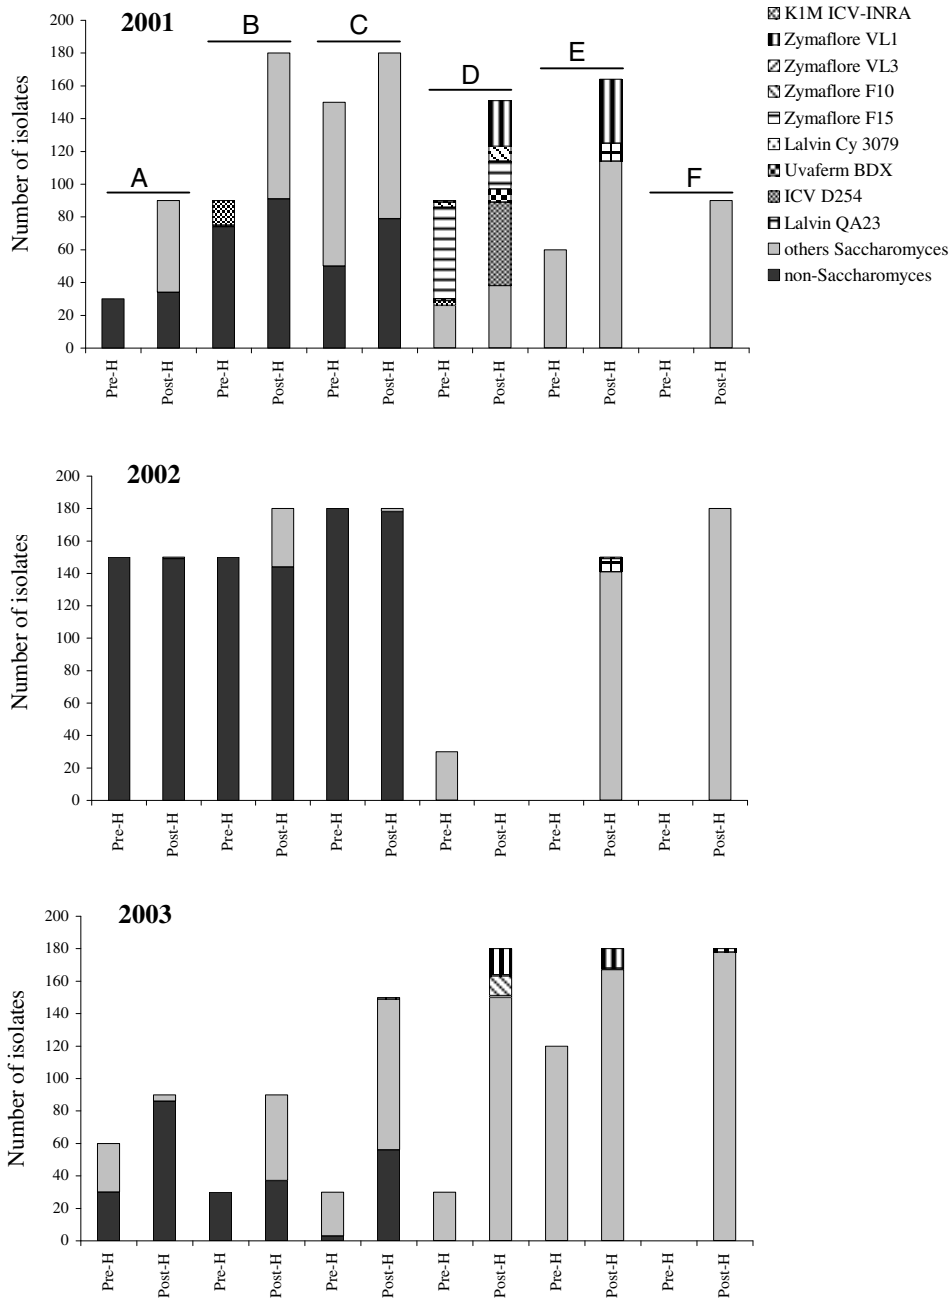 2001
A
B
C
D
E
F
Number of isolates
200
180
160
140
120
100
80
60
40
20
0
Pre-H
Post-H
Pre-H
Post-H
Pre-H
Post-H
Pre-H
Post-H
Pre-H
Post-H
Pre-H
Post-H
K1M ICV-INRA
Zymaflore VL1
Zymaflore VL3
Zymaflore F10
Zymaflore F15
Lalvin Cy 3079
Uvaferm BDX
ICV D254
Lalvin QA23
others Saccharomyces
non-Saccharomyces
2002
Number of isolates
200
180
160
140
120
100
80
60
40
20
0
Pre-H
Post-H
Pre-H
Post-H
Pre-H
Post-H
Pre-H
Post-H
Pre-H
Post-H
Pre-H
Post-H
2003
Number of isolates
200
180
160
140
120
100
80
60
40
20
0
Pre-H
Post-H
Pre-H
Post-H
Pre-H
Post-H
Pre-H
Post-H
Pre-H
Post-H
Pre-H
Post-H